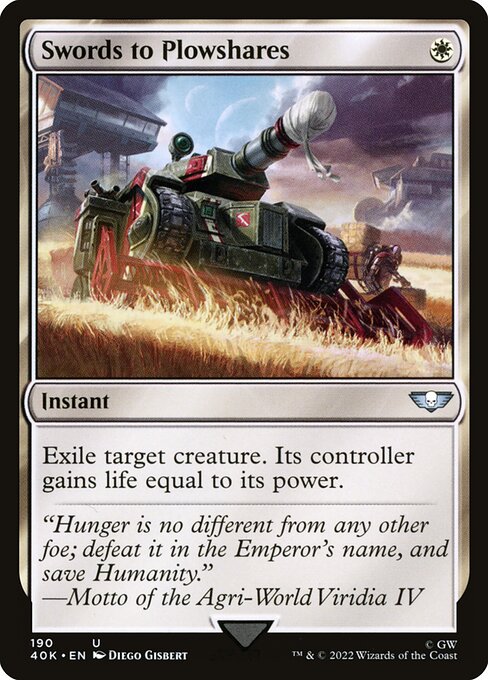 Swords to Plowshares
Instant
Exile target creature. Its controller
gains life equal to its power.
“Hunger is no different from any other
foe; defeat it in the Emperor’s name, and
save Humanity.”
—Motto of the Agri-World Viridia IV
190 U
40K • EN Diego Gisbert
© GW
™ & © 2022 Wizards of the Coast